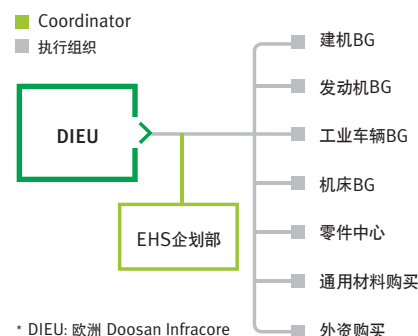 Coordinator
执行组织
DIEU
EHS企划部
建机BG
发动机BG
工业车辆BG
机床BG
零件中心
通用材料购买
外资购买
* DIEU: 欧洲 Doosan Infracore